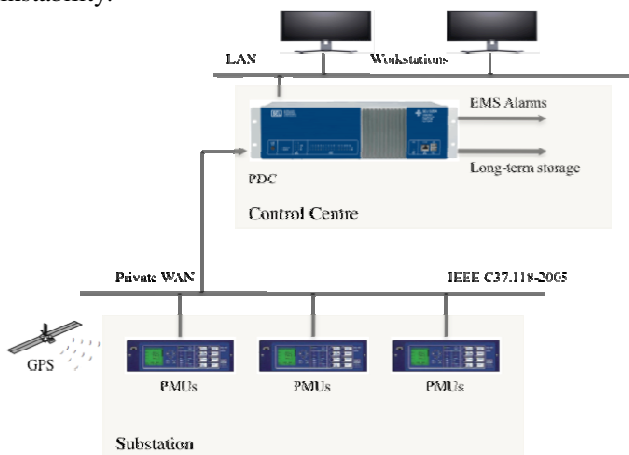 instability.
LAN
Workstations
EMS Alarms
Long-term storage
PDC
Control Centre
Private WAN
IEEE C37.118-2005
GPS
PMUs
PMUs
PMUs
Substation